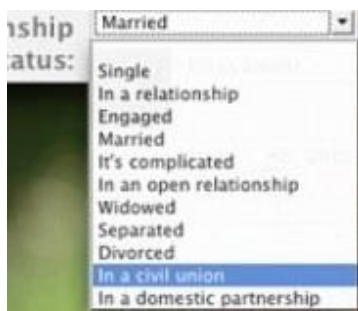 nship
Married
atus:
Single
In a relationship
Engaged
Married
It's complicated
In an open relationship
Widowed
Separated
Divorced
In a civil union
In a domestic partnership